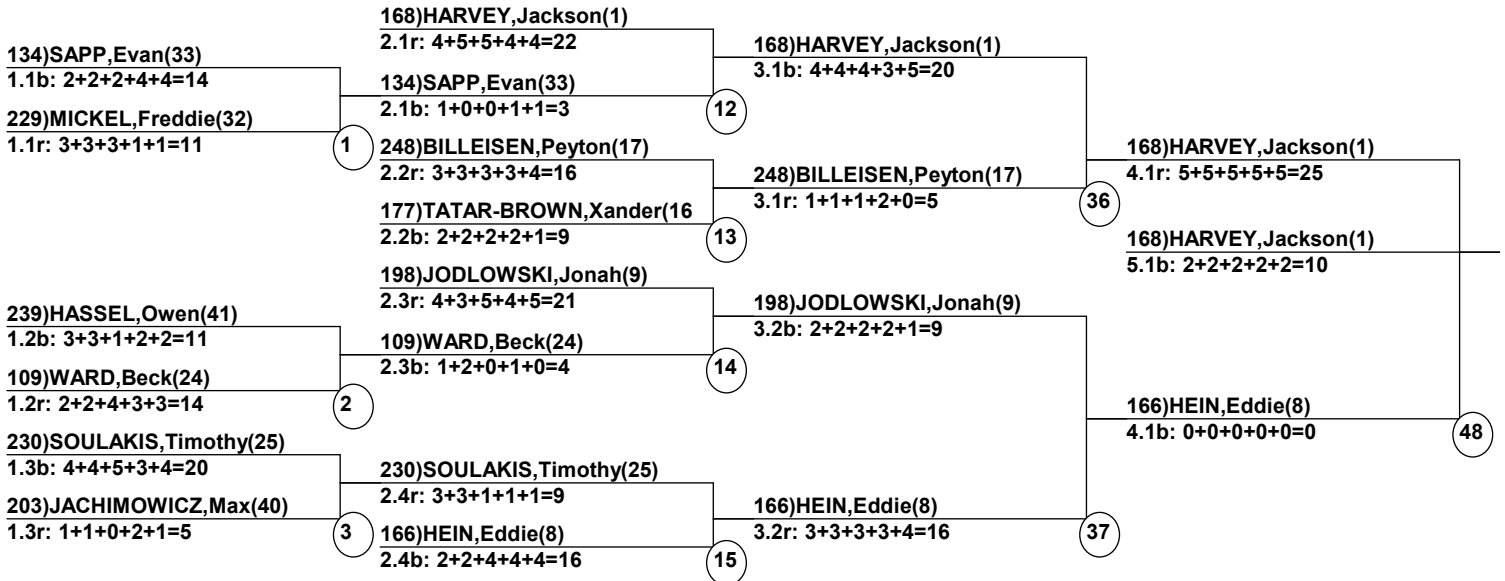 134)SAPP,Evan(33)
1.1b: 2+2+2+4+4=14
229)MICKEL,Freddie(32)
1.1r: 3+3+3+1+1=11
1
239)HASSEL,Owen(41)
1.2b: 3+3+1+2+2=11
109)WARD,Beck(24)
1.2r: 2+2+4+3+3=14
2
230)SOULAKIS,Timothy(25)
1.3b: 4+4+5+3+4=20
203)JACHIMOWICZ,Max(40)
1.3r: 1+1+0+2+1=5
3
168)HARVEY,Jackson(1)
2.1r: 4+5+5+4+4=22
134)SAPP,Evan(33)
2.1b: 1+0+0+1+1=3
12
248)BILLEISEN,Peyton(17)
2.2r: 3+3+3+3+4=16
177)TATAR-BROWN,Xander(16
2.2b: 2+2+2+2+1=9
13
198)JODLOWSKI,Jonah(9)
2.3r: 4+3+5+4+5=21
109)WARD,Beck(24)
2.3b: 1+2+0+1+0=4
14
230)SOULAKIS,Timothy(25)
2.4r: 3+3+1+1+1=9
166)HEIN,Eddie(8)
2.4b: 2+2+4+4+4=16
15
168)HARVEY,Jackson(1)
3.1b: 4+4+4+3+5=20
248)BILLEISEN,Peyton(17)
3.1r: 1+1+1+2+0=5
36
198)JODLOWSKI,Jonah(9)
3.2b: 2+2+2+2+1=9
166)HEIN,Eddie(8)
3.2r: 3+3+3+3+4=16
37
168)HARVEY,Jackson(1)
4.1r: 5+5+5+5+5=25
168)HARVEY,Jackson(1)
5.1b: 2+2+2+2+2=10
166)HEIN,Eddie(8)
4.1b: 0+0+0+0+0=0
48